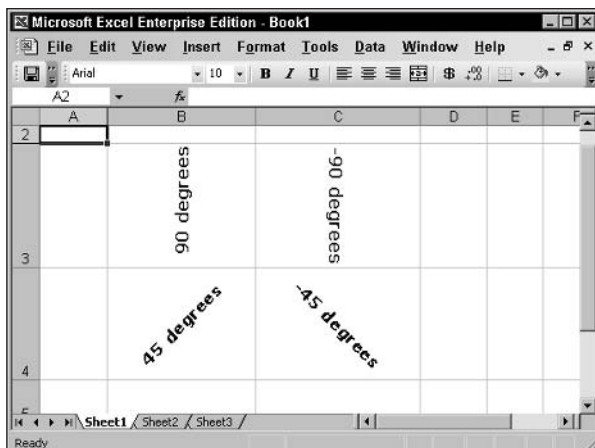 Microsoft Excel Enterprise Edition - Book1
File Edit View Insert Format Tools Data Window Help
Arial 10 B I U $
A2 fx
A B C D E F
2
3 90 degrees -90 degrees
4 45 degrees -45 degrees
5
Sheet1 Sheet2 Sheet3
Ready